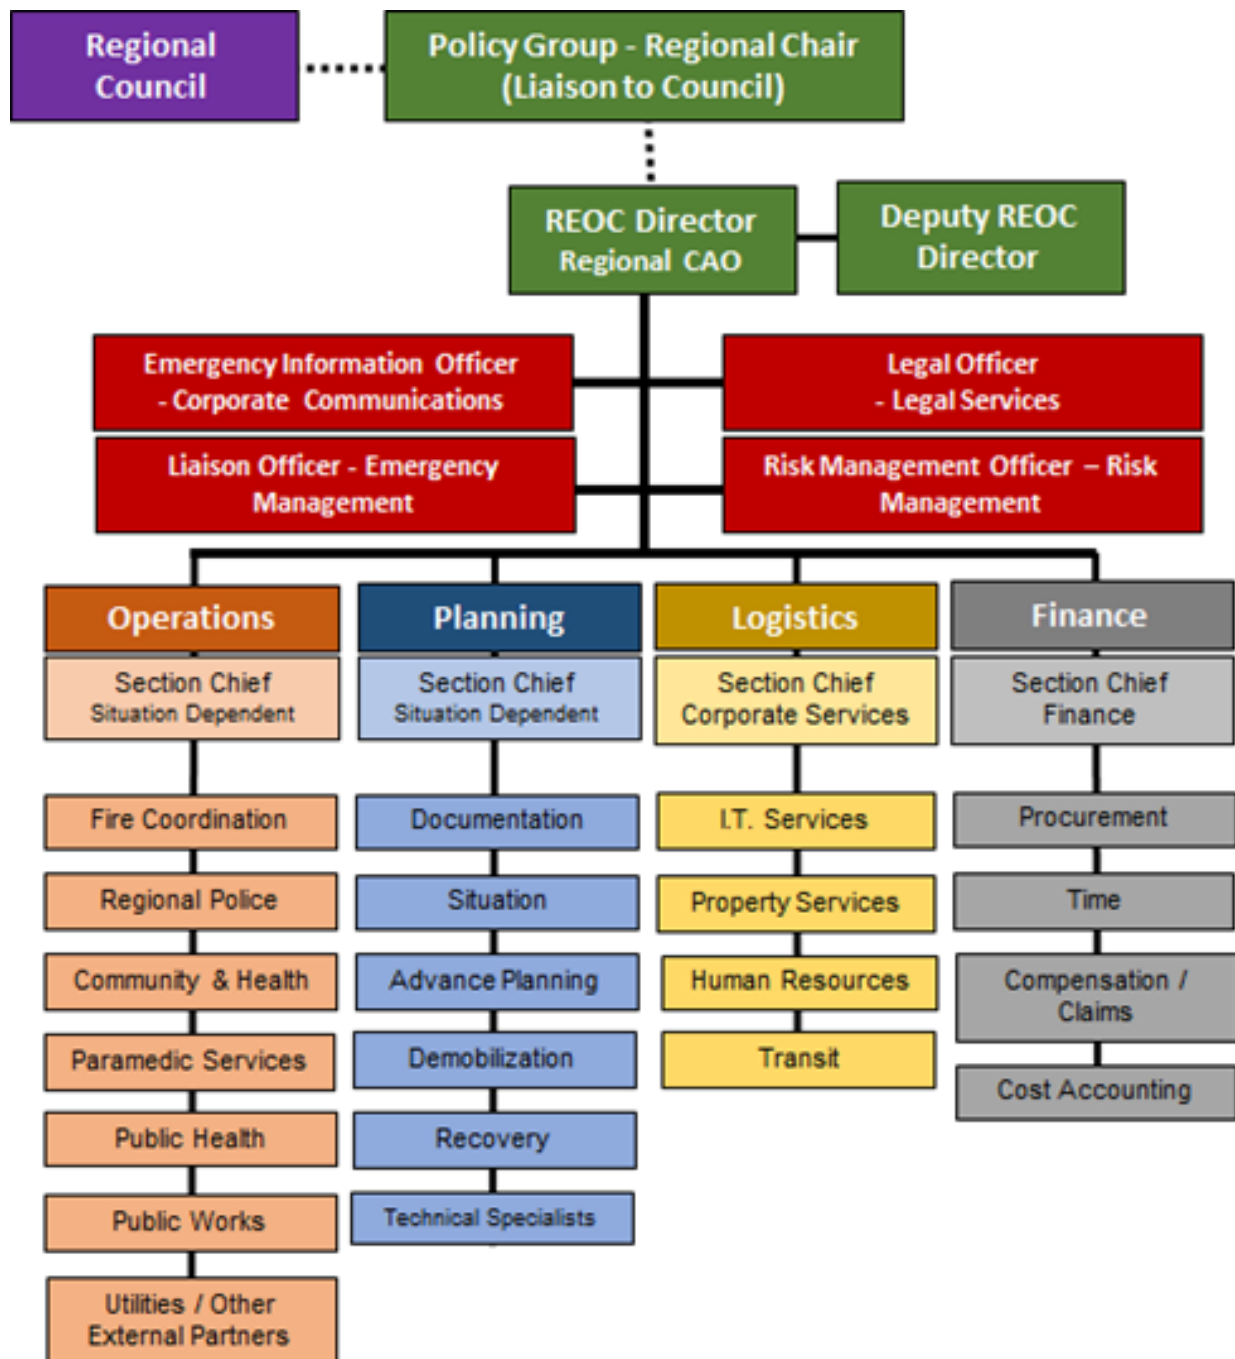 Regional
Council
Policy Group - Regional Chair
(Liaison to Council)
REOC Director
Regional CAO
Deputy REOC
Director
Emergency Information Officer
- Corporate Communications
Legal Officer
- Legal Services
Liaison Officer - Emergency
Management
Risk Management Officer – Risk
Management
Operations
Section Chief
Situation Dependent
Fire Coordination
Regional Police
Community & Health
Paramedic Services
Public Health
Public Works
Utilities / Other
External Partners
Planning
Section Chief
Situation Dependent
Documentation
Situation
Advance Planning
Demobilization
Recovery
Technical Specialists
Logistics
Section Chief
Corporate Services
I.T. Services
Property Services
Human Resources
Transit
Finance
Section Chief
Finance
Procurement
Time
Compensation /
Claims
Cost Accounting